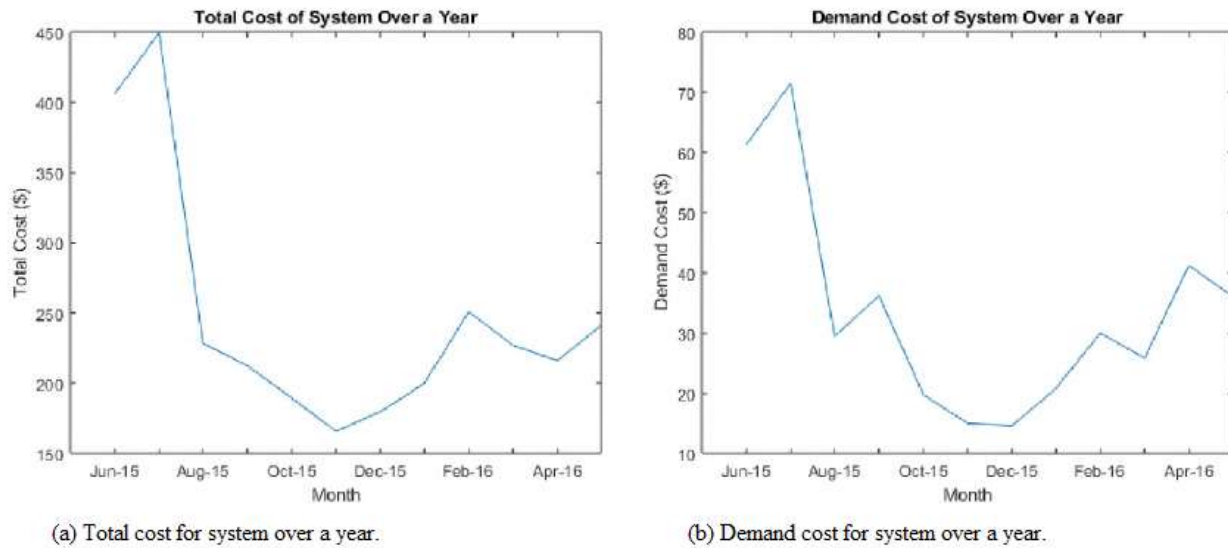 Total Cost of System Over a Year
450
400
350
300
250
200
150
Total Cost ($)
Jun-15 Aug-15 Oct-15 Dec-15 Feb-16 Apr-16
Month
(a) Total cost for system over a year.
Demand Cost of System Over a Year
80
70
60
50
40
30
20
10
Demand Cost ($)
Jun-15 Aug-15 Oct-15 Dec-15 Feb-16 Apr-16
Month
(b) Demand cost for system over a year.